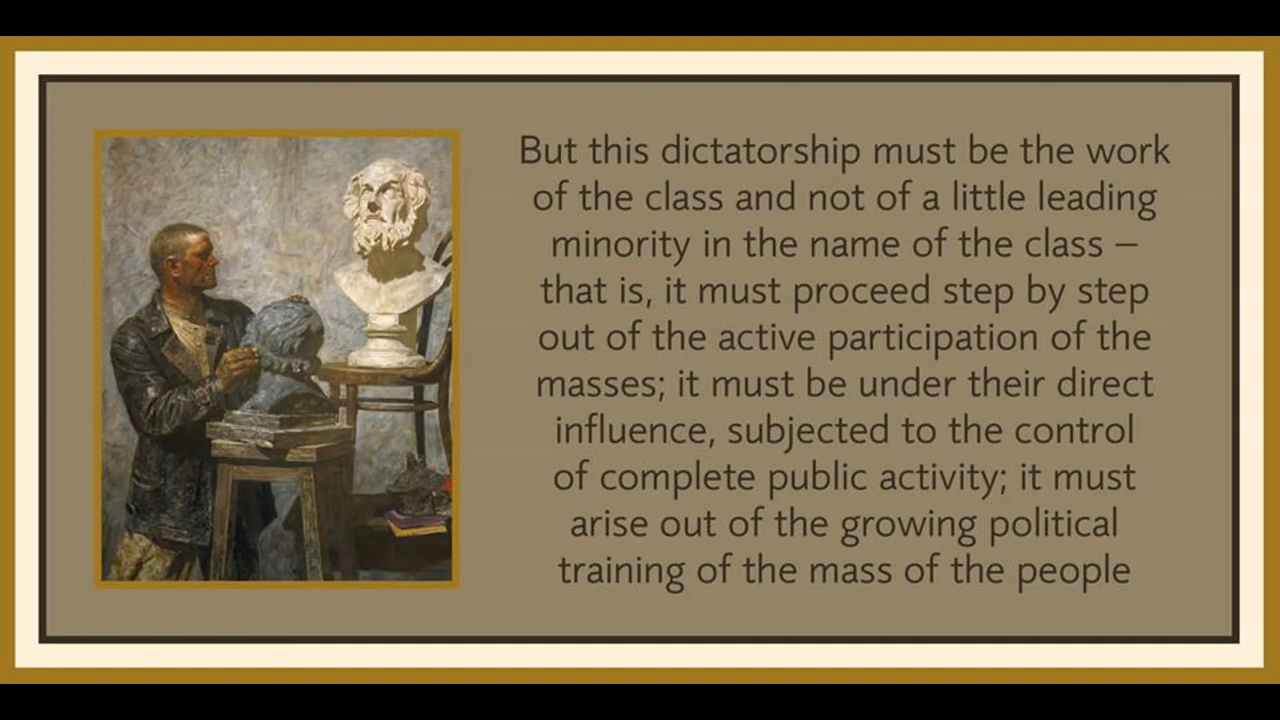 But this dictatorship must be the work
of the class and not of a little leading
minority in the name of the class –
that is, it must proceed step by step
out of the active participation of the
masses; it must be under their direct
influence, subjected to the control
of complete public activity; it must
arise out of the growing political
training of the mass of the people